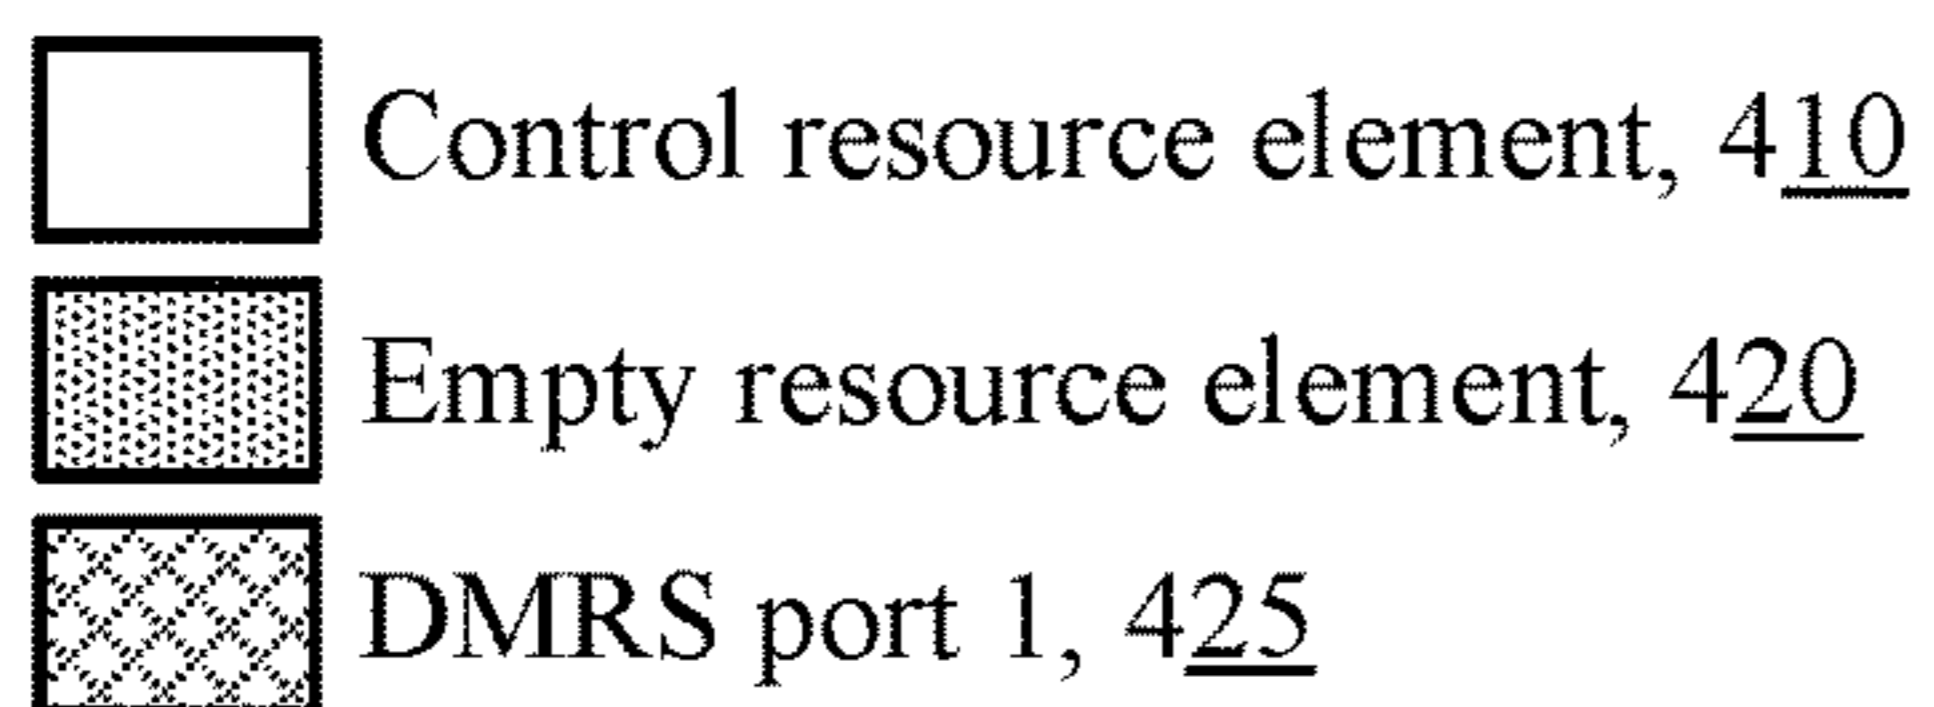 Control resource element, 410
Empty resource element, 420
DMRS port 1, 425